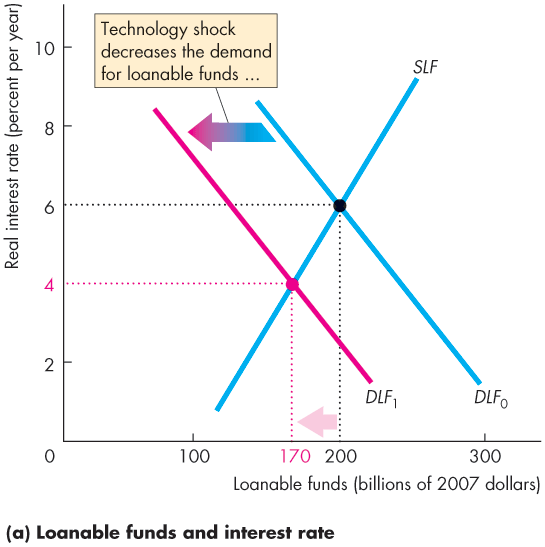 Real interest rate (percent per year)
10
8
6
4
2
0
Technology shock
decreases the demand
for loanable funds ...
SLF
DLF1
DLF0
100
170
200
300
Loanable funds (billions of 2007 dollars)
(a) Loanable funds and interest rate